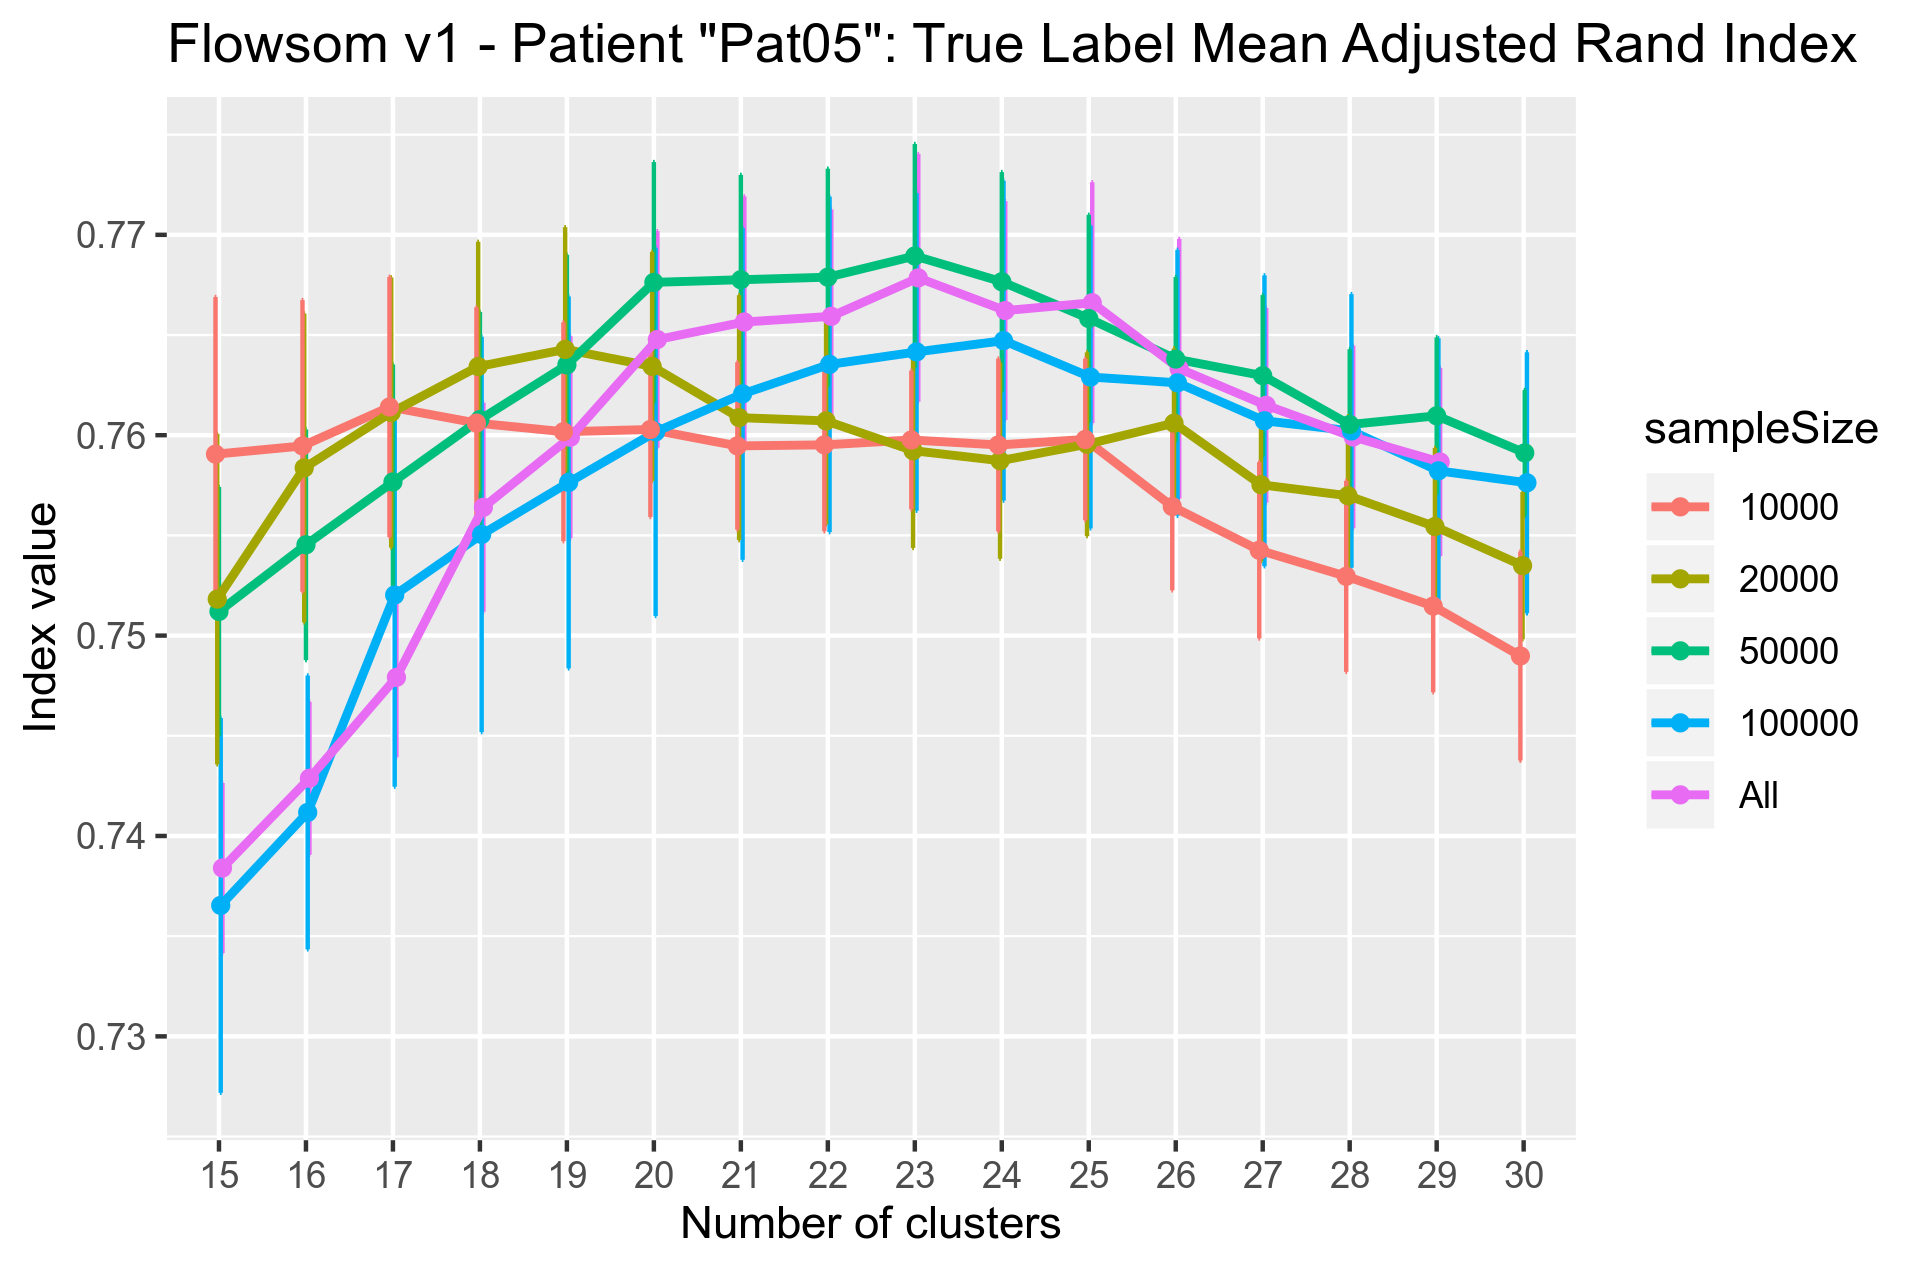 Flowsom v1 - Patient "Pat05": True Label Mean Adjusted Rand Index
Index value
0.77
0.76
0.75
0.74
0.73
15 16 17 18 19 20 21 22 23 24 25 26 27 28 29 30
Number of clusters
sampleSize
10000
20000
50000
100000
All